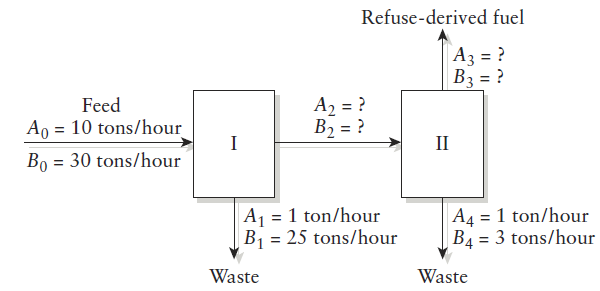 Refuse-derived fuel
A₃ = ?
B₃ = ?
Feed
A₀ = 10 tons/hour
B₀ = 30 tons/hour
I
A₂ = ?
B₂ = ?
II
A₁ = 1 ton/hour
B₁ = 25 tons/hour
A₄ = 1 ton/hour
B₄ = 3 tons/hour
Waste
Waste